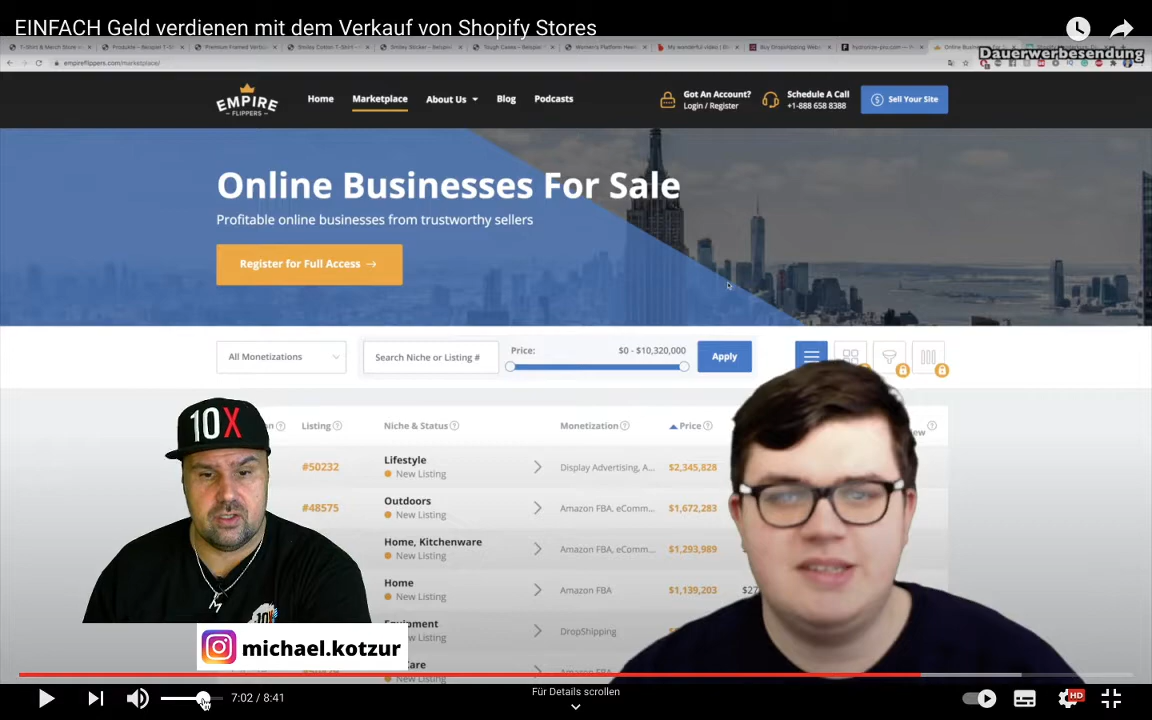 EINFACH Geld verdienen mit dem Verkauf von Shopify Stores
Dauerwerbesendung
empireflippers.com/marketplace/
EMPIRE
FLIPPERS
Home
Marketplace
About Us
Blog
Podcasts
Got An Account?
Login / Register
Schedule A Call
+1-888 658 8388
Sell Your Site
Online Businesses For Sale
Profitable online businesses from trustworthy sellers
Register for Full Access →
All Monetizations
Search Niche or Listing #
Price:
$0 - $10,320,000
Apply
Listing
Niche & Status
Monetization
Price
#50232
Lifestyle
New Listing
Display Advertising, A...
$2,345,828
#48575
Outdoors
New Listing
Amazon FBA, eComm...
$1,672,283
Home, Kitchenware
New Listing
Amazon FBA, eComm...
$1,293,989
Home
New Listing
Amazon FBA
$1,139,203
New Listing
DropShipping
10X
michael.kotzur
7:02 / 8:41
Für Details scrollen
HD